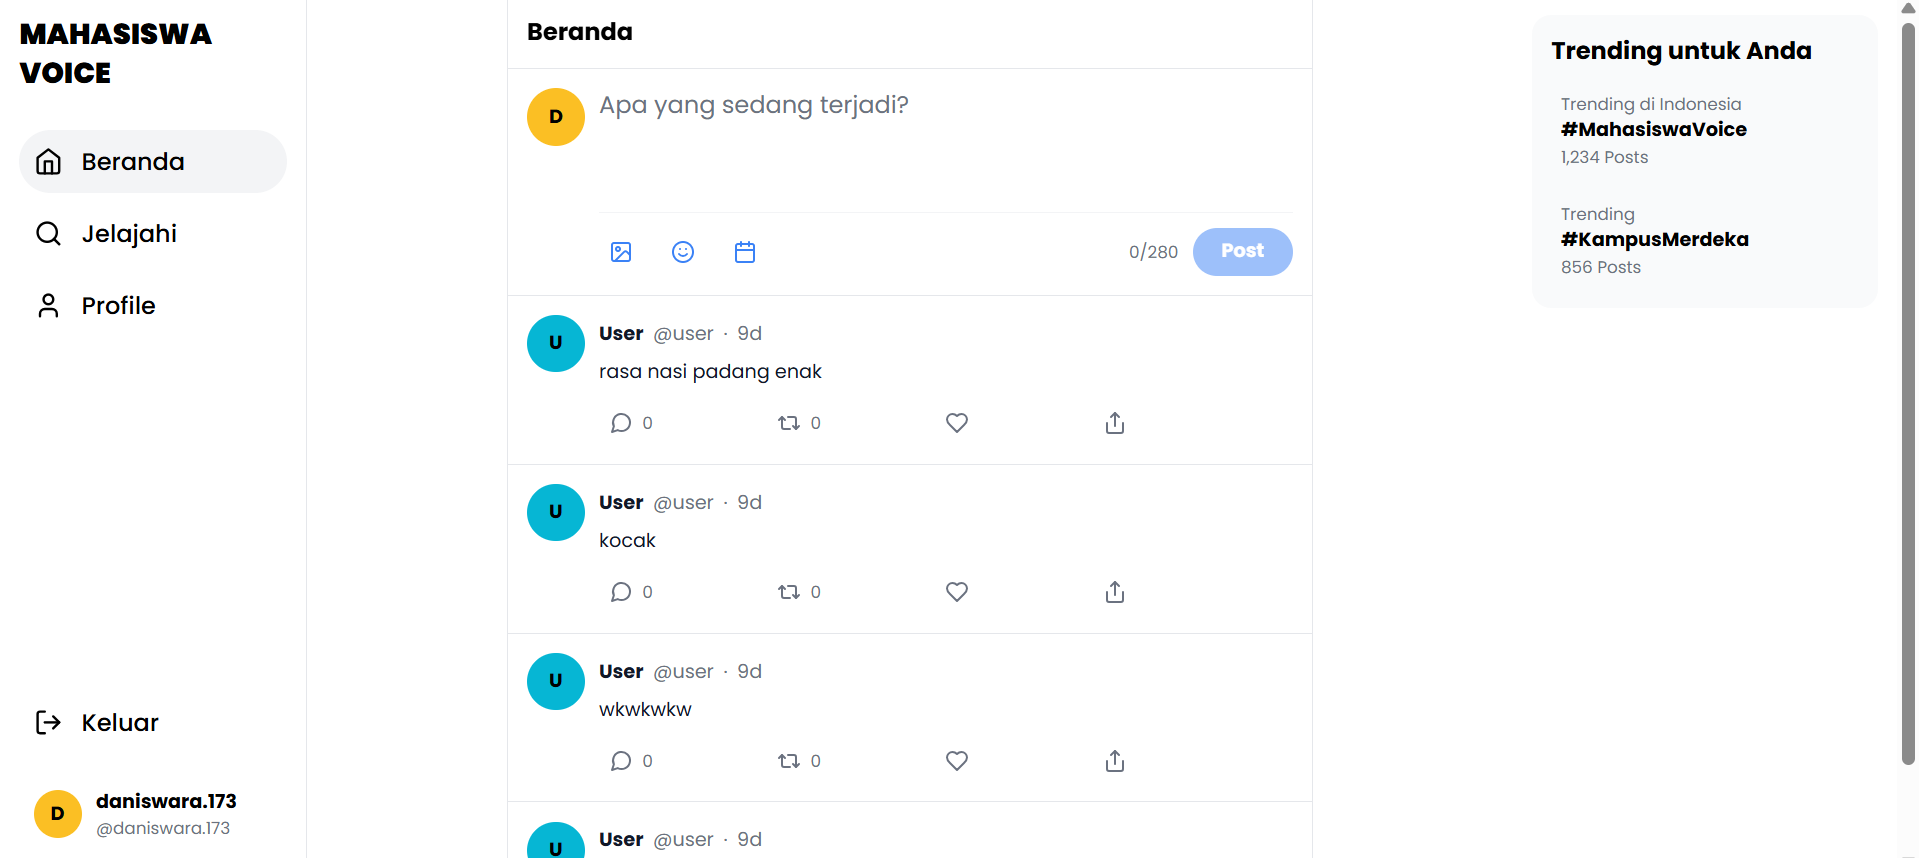 MAHASISWA
VOICE
Beranda
Jelajahi
Profile
Keluar
D
daniswara.173
@daniswara.173
Beranda
D
Apa yang sedang terjadi?
0/280
Post
U
User @user · 9d
rasa nasi padang enak
0 0
U
User @user · 9d
kocak
0 0
U
User @user · 9d
wkwkwkw
0 0
U
User @user · 9d
Trending untuk Anda
Trending di Indonesia
#MahasiswaVoice
1,234 Posts
Trending
#KampusMerdeka
856 Posts